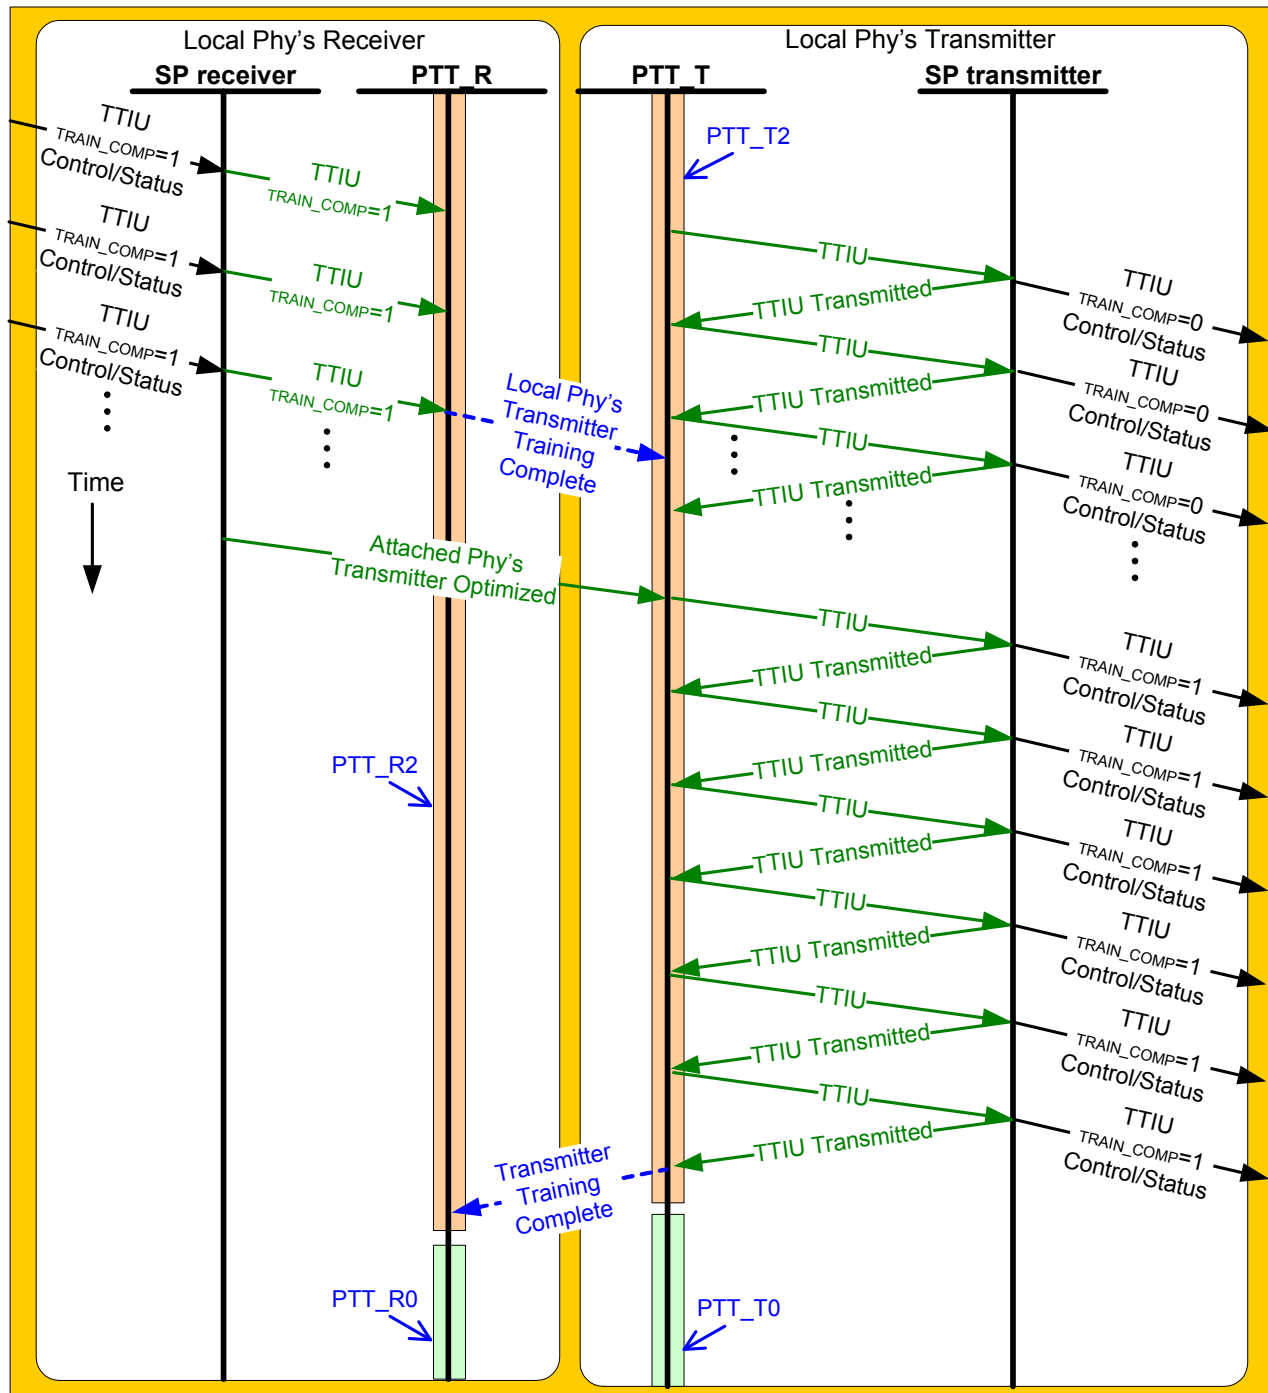 Local Phy's Receiver
SP receiver
PTT_R
TTIU
TRAIN_COMP=1
Control/Status
TTIU
TRAIN_COMP=1
TTIU
TRAIN_COMP=1
Control/Status
TTIU
TRAIN_COMP=1
TTIU
TRAIN_COMP=1
Control/Status
TTIU
TRAIN_COMP=1
Time
Local Phy's
Transmitter
Training
Complete
Attached Phy's
Transmitter Optimized
PTT_R2
Transmitter
Training
Complete
PTT_R0
Local Phy's Transmitter
PTT_T
SP transmitter
PTT_T2
TTIU
TTIU Transmitted
TTIU
TRAIN_COMP=0
Control/Status
TTIU
TTIU Transmitted
TTIU
TRAIN_COMP=0
Control/Status
TTIU
TTIU Transmitted
TTIU
TRAIN_COMP=0
Control/Status
TTIU
TTIU Transmitted
TTIU
TRAIN_COMP=1
Control/Status
TTIU
TTIU Transmitted
TTIU
TRAIN_COMP=1
Control/Status
TTIU
TTIU Transmitted
TTIU
TRAIN_COMP=1
Control/Status
TTIU
TTIU Transmitted
TTIU
TRAIN_COMP=1
Control/Status
TTIU
TTIU Transmitted
TTIU
TRAIN_COMP=1
Control/Status
TTIU
TTIU Transmitted
TTIU
TRAIN_COMP=1
Control/Status
PTT_T0